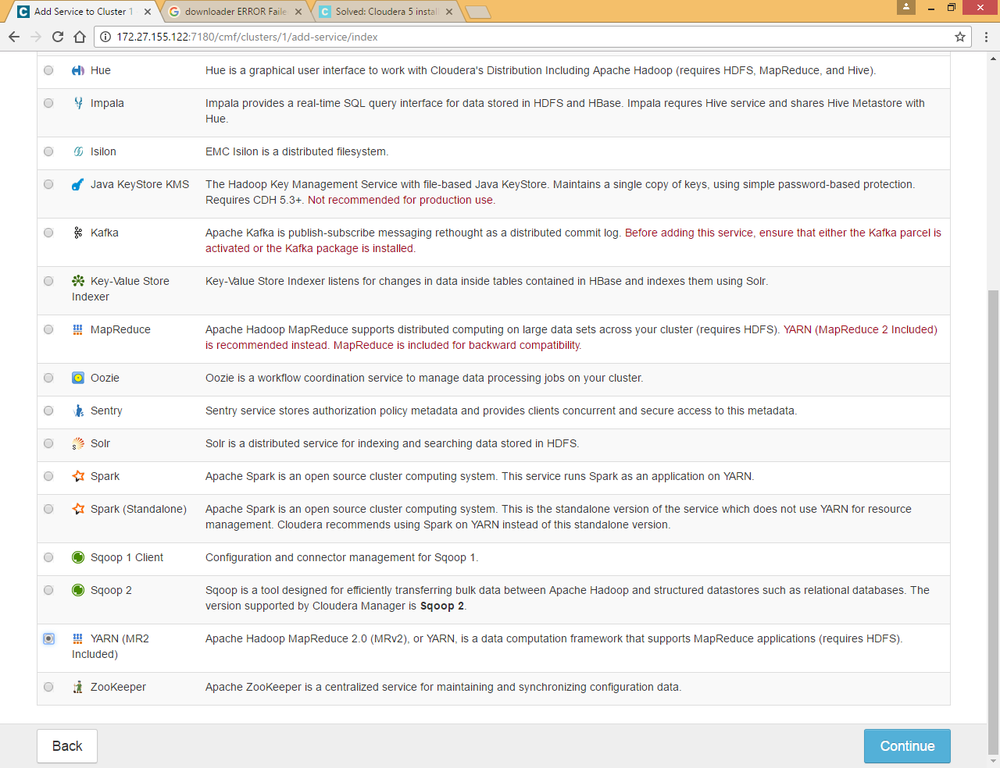 Add Service to Cluster 1
downloader ERROR Faile
Solved: Cloudera 5 instal
172.27.155.122:7180/cmf/clusters/1/add-service/index
Hue
Hue is a graphical user interface to work with Cloudera's Distribution Including Apache Hadoop (requires HDFS, MapReduce, and Hive).
Impala
Impala provides a real-time SQL query interface for data stored in HDFS and HBase. Impala requres Hive service and shares Hive Metastore with
Hue.
Isilon
EMC Isilon is a distributed filesystem.
Java KeyStore KMS
The Hadoop Key Management Service with file-based Java KeyStore. Maintains a single copy of keys, using simple password-based protection.
Requires CDH 5.3+. Not recommended for production use.
Kafka
Apache Kafka is publish-subscribe messaging rethought as a distributed commit log. Before adding this service, ensure that either the Kafka parcel is
activated or the Kafka package is installed.
Key-Value Store
Indexer
Key-Value Store Indexer listens for changes in data inside tables contained in HBase and indexes them using Solr.
MapReduce
Apache Hadoop MapReduce supports distributed computing on large data sets across your cluster (requires HDFS). YARN (MapReduce 2 Included)
is recommended instead. MapReduce is included for backward compatibility.
Oozie
Oozie is a workflow coordination service to manage data processing jobs on your cluster.
Sentry
Sentry service stores authorization policy metadata and provides clients concurrent and secure access to this metadata.
Solr
Solr is a distributed service for indexing and searching data stored in HDFS.
Spark
Apache Spark is an open source cluster computing system. This service runs Spark as an application on YARN.
Spark (Standalone)
Apache Spark is an open source cluster computing system. This is the standalone version of the service which does not use YARN for resource
management. Cloudera recommends using Spark on YARN instead of this standalone version.
Sqoop 1 Client
Configuration and connector management for Sqoop 1.
Sqoop 2
Sqoop is a tool designed for efficiently transferring bulk data between Apache Hadoop and structured datastores such as relational databases. The
version supported by Cloudera Manager is Sqoop 2.
YARN (MR2
Included)
Apache Hadoop MapReduce 2.0 (MRv2), or YARN, is a data computation framework that supports MapReduce applications (requires HDFS).
ZooKeeper
Apache ZooKeeper is a centralized service for maintaining and synchronizing configuration data.
Back
Continue